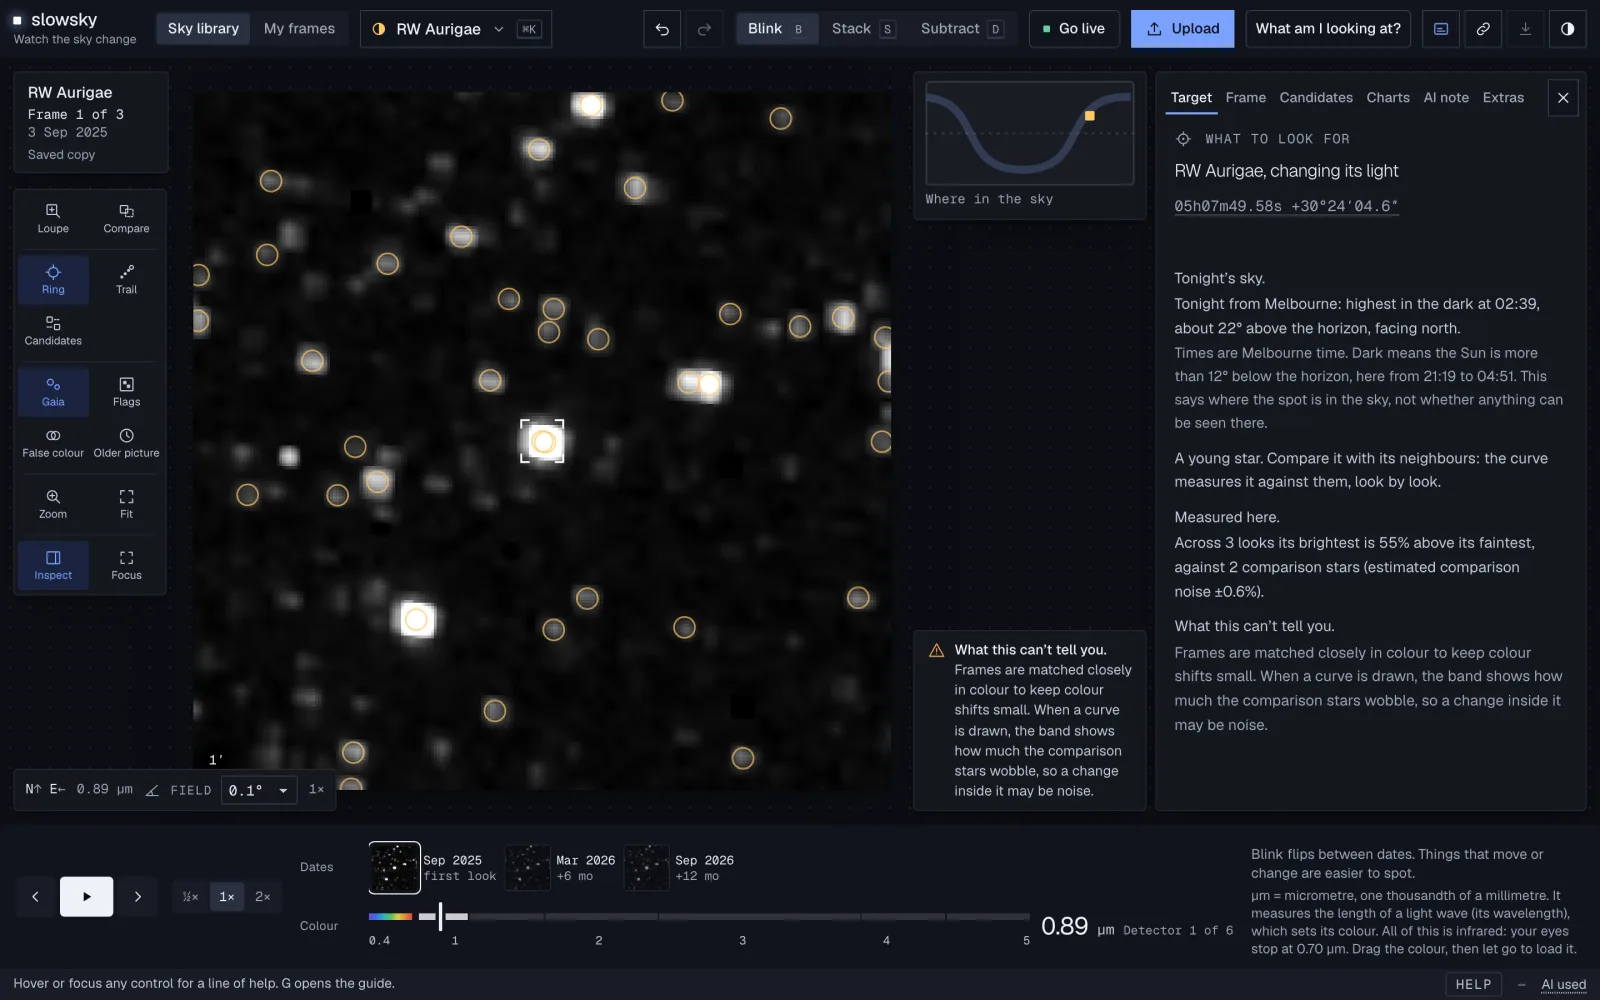 slowsky
Watch the sky change
Sky library
My frames
RW Aurigae
⌘K
Blink B
Stack S
Subtract D
Go live
Upload
What am I looking at?
RW Aurigae
Frame 1 of 3
3 Sep 2025
Saved copy
Loupe
Compare
Ring
Trail
Candidates
Gaia
Flags
False colour
Older picture
Zoom
Fit
Inspect
Focus
1′
N↑ E← 0.89 µm
FIELD
0.1°
1×
Where in the sky
What this can’t tell you.
Frames are matched closely
in colour to keep colour
shifts small. When a curve
is drawn, the band shows
how much the comparison
stars wobble, so a change
inside it may be noise.
Target
Frame
Candidates
Charts
AI note
Extras
WHAT TO LOOK FOR
RW Aurigae, changing its light
05h07m49.58s +30°24′04.6″
Tonight’s sky.
Tonight from Melbourne: highest in the dark at 02:39,
about 22° above the horizon, facing north.
Times are Melbourne time. Dark means the Sun is more
than 12° below the horizon, here from 21:19 to 04:51. This
says where the spot is in the sky, not whether anything can
be seen there.
A young star. Compare it with its neighbours: the curve
measures it against them, look by look.
Measured here.
Across 3 looks its brightest is 55% above its faintest,
against 2 comparison stars (estimated comparison
noise ±0.6%).
What this can’t tell you.
Frames are matched closely in colour to keep colour
shifts small. When a curve is drawn, the band shows how
much the comparison stars wobble, so a change inside it
may be noise.
½×
1×
2×
Dates
Sep 2025
first look
Mar 2026
+6 mo
Sep 2026
+12 mo
Colour
0.4
1
2
3
4
5
0.89 µm Detector 1 of 6
Blink flips between dates. Things that move or
change are easier to spot.
µm = micrometre, one thousandth of a millimetre. It
measures the length of a light wave (its wavelength),
which sets its colour. All of this is infrared: your eyes
stop at 0.70 µm. Drag the colour, then let go to load it.
Hover or focus any control for a line of help. G opens the guide.
HELP
–
AI used